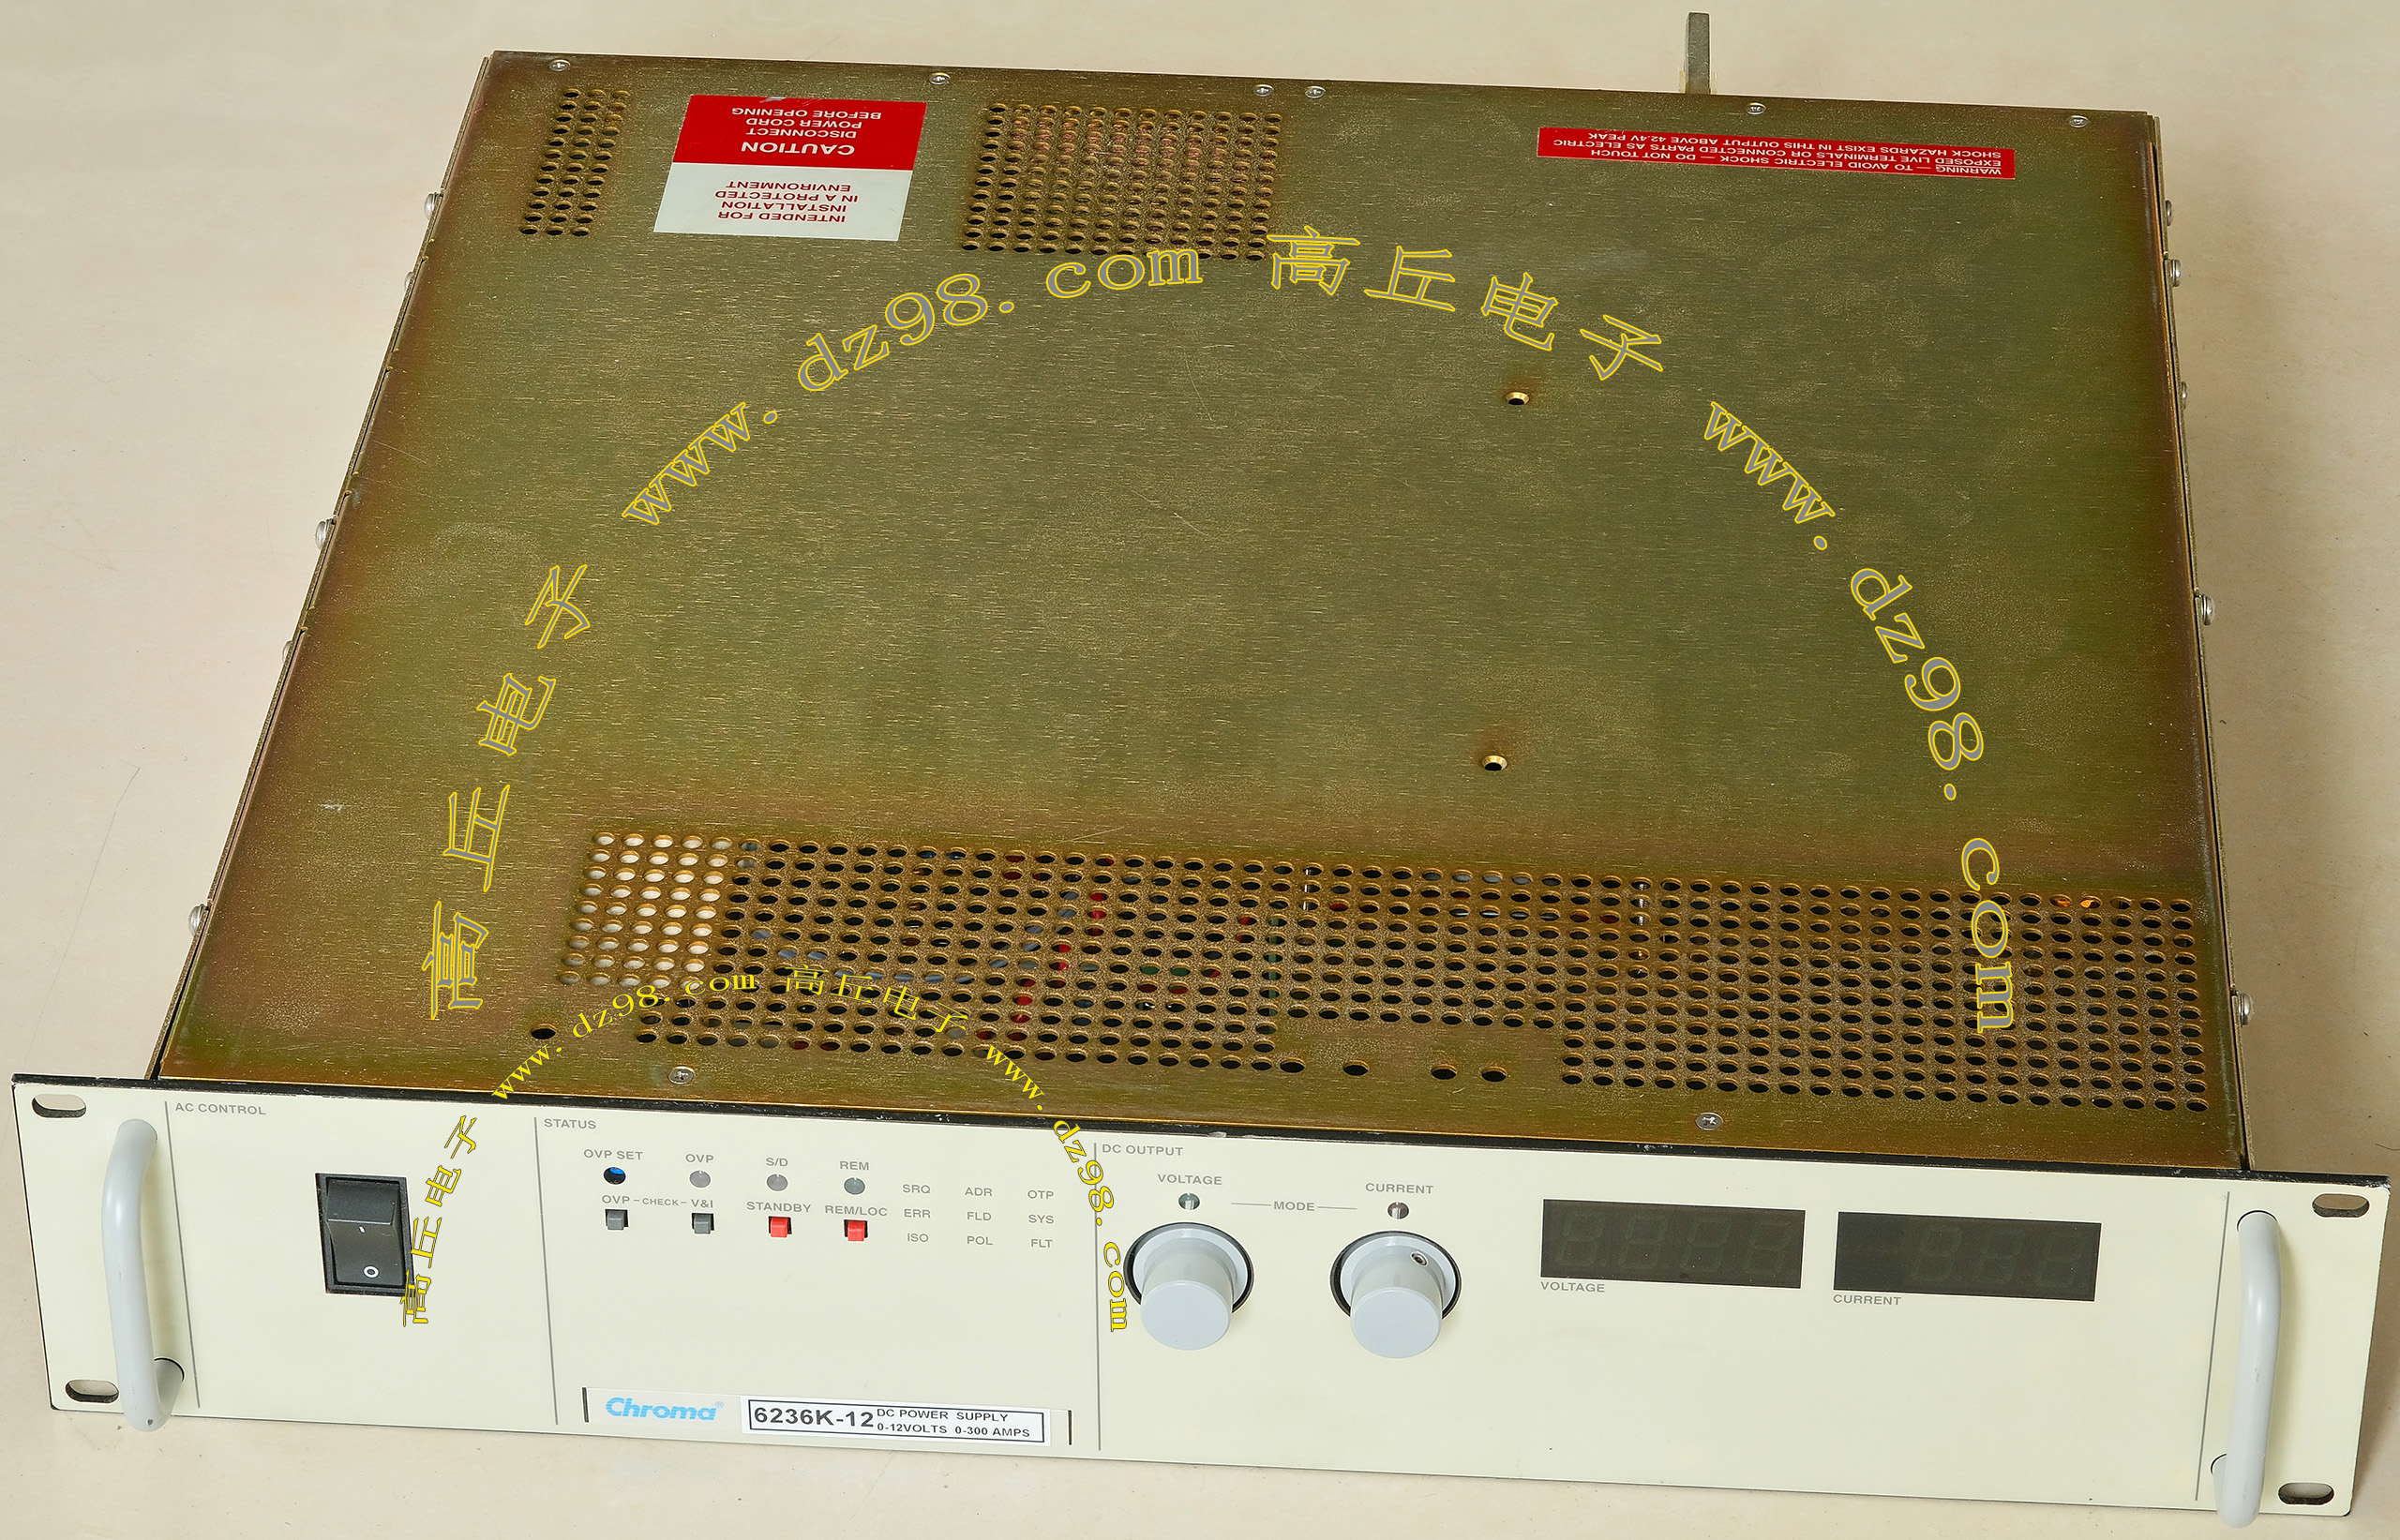 CAUTION
DISCONNECT
POWER CORD
BEFORE OPENING
INTENDED FOR
INSTALLATION
IN A PROTECTED
ENVIRONMENT
WARNING — TO AVOID ELECTRIC SHOCK — DO NOT TOUCH
EXPOSED LIVE TERMINALS OR CONNECTED PARTS AS ELECTRIC
SHOCK HAZARDS EXIST IN THIS OUTPUT ABOVE 42.4V PEAK
高丘电子 www.dz98.com 高丘电子 www.dz98.com
高丘电子 www.dz98.com 高丘电子 www.dz98.com
AC CONTROL
STATUS
OVP SET OVP S/D REM
OVP – CHECK – V&I STANDBY REM/LOC
SRQ ADR OTP
ERR FLD SYS
ISO POL FLT
DC OUTPUT
VOLTAGE MODE CURRENT
VOLTAGE
CURRENT
Chroma®
6236K-12 DC POWER SUPPLY
0-12VOLTS 0-300 AMPS